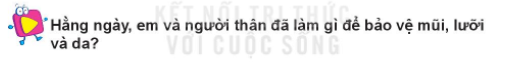 KẾT NỐI TRI THỨC
Hằng ngày, em và người thân đã làm gì để bảo vệ mũi, lưỡi
và da?
VỚI CUỘC SỐNG